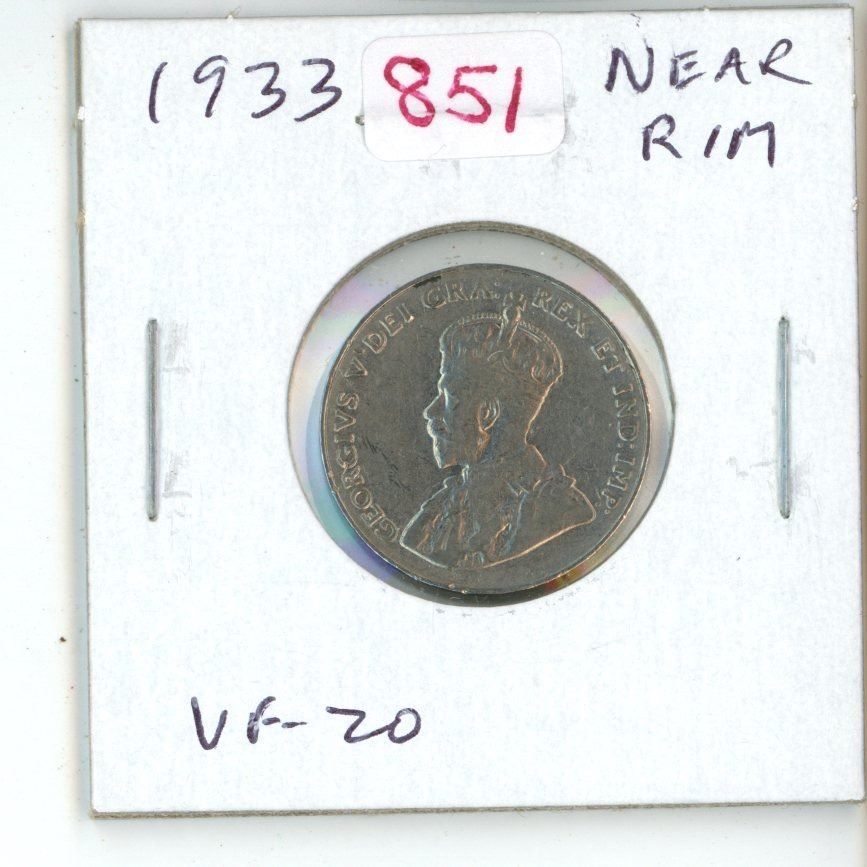 1933 851 NEAR
RIM
GEORGIVS V DEI GRA: REX ET IND: IMP:
VF-20